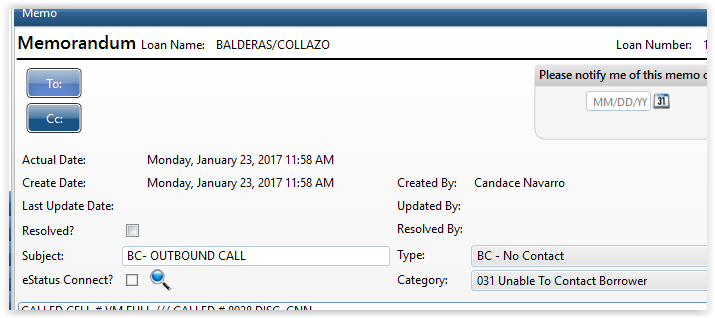 Memo
Memorandum Loan Name: BALDERAS/COLLAZO Loan Number: 1
To:
Please notify me of this memo o
MM/DD/YY 31
Cc:
Actual Date: Monday, January 23, 2017 11:58 AM
Create Date: Monday, January 23, 2017 11:58 AM Created By: Candace Navarro
Last Update Date: Updated By:
Resolved? Resolved By:
Subject: BC- OUTBOUND CALL Type: BC - No Contact
eStatus Connect? Category: 031 Unable To Contact Borrower
CALLED CELL # VM FULL /// CALLED # 8928 DISC. CNN